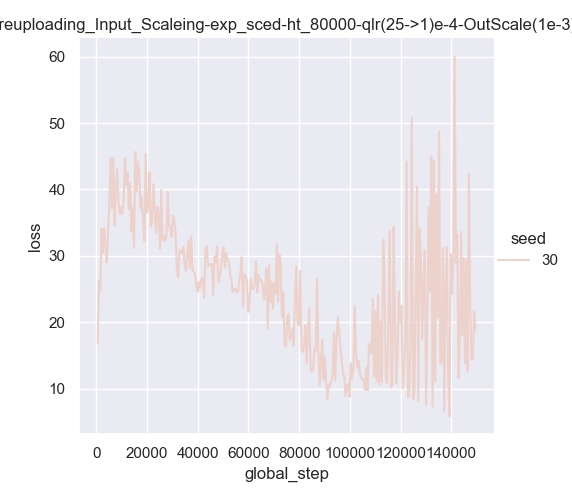 reuploading_Input_Scaleing-exp_sced-ht_80000-qlr(25->1)e-4-OutScale(1e-3)
60
50
40
30
20
10
loss
0 20000 40000 60000 80000 100000 120000 140000
global_step
seed
30